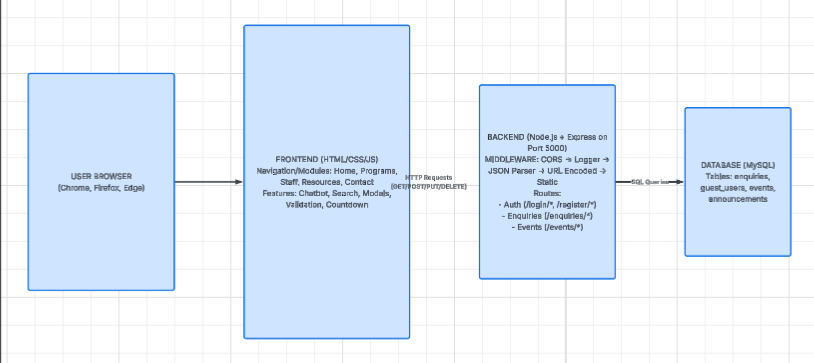 USER BROWSER
(Chrome, Firefox, Edge)
FRONTEND (HTML/CSS/JS)
Navigation/Modules: Home, Programs,
Staff, Resources, Contact
Features: Chatbot, Search, Modals,
Validation, Countdown
HTTP Requests
(GET/POST/PUT/DELETE)
BACKEND (Node.js + Express on
Port 5000)
MIDDLEWARE: CORS → Logger →
JSON Parser → URL Encoded →
Static
Routes:
- Auth (/login/*, /register/*)
- Enquiries (/enquiries/*)
- Events (/events/*)
SQL Queries
DATABASE (MySQL)
Tables: enquiries,
guest_users, events,
announcements